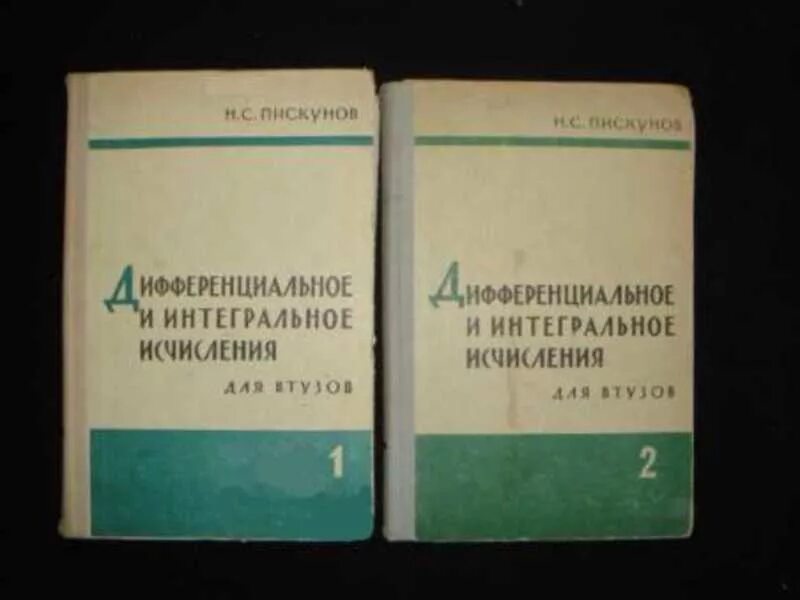 Н.С. ПИСКУНОВ
ДИФФЕРЕНЦИАЛЬНОЕ
И ИНТЕГРАЛЬНОЕ
ИСЧИСЛЕНИЯ
ДЛЯ ВТУЗОВ
1
Н.С. ПИСКУНОВ
ДИФФЕРЕНЦИАЛЬНОЕ
И ИНТЕГРАЛЬНОЕ
ИСЧИСЛЕНИЯ
ДЛЯ ВТУЗОВ
2